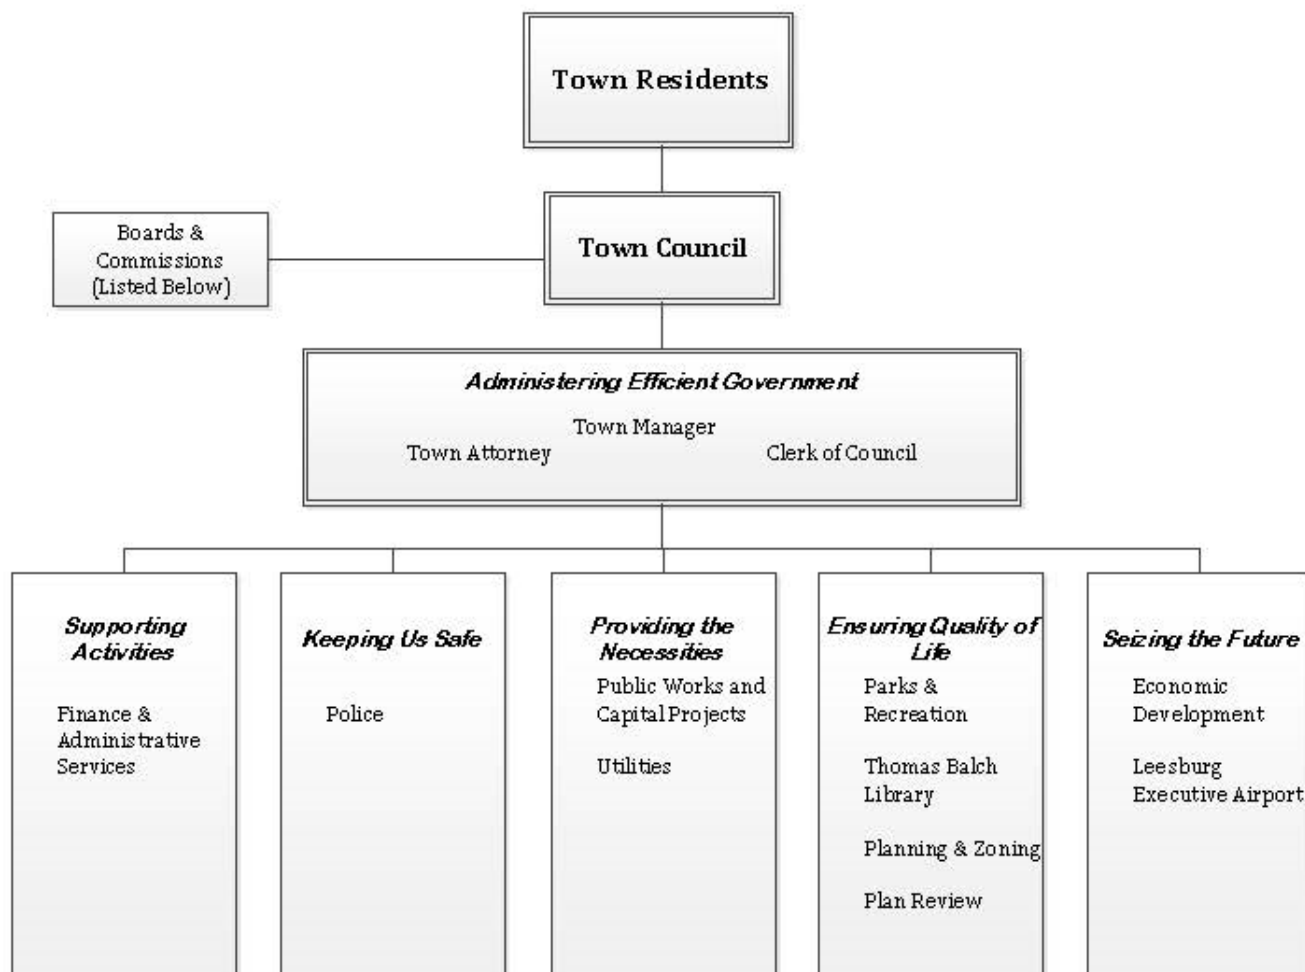 Town Residents
Town Council
Boards &
Commissions
(Listed Below)
Administering Efficient Government
Town Manager
Town Attorney
Clerk of Council
Supporting
Activities
Finance &
Administrative
Services
Keeping Us Safe
Police
Providing the
Necessities
Public Works and
Capital Projects
Utilities
Ensuring Quality of
Life
Parks &
Recreation
Thomas Balch
Library
Planning & Zoning
Plan Review
Seizing the Future
Economic
Development
Leesburg
Executive Airport